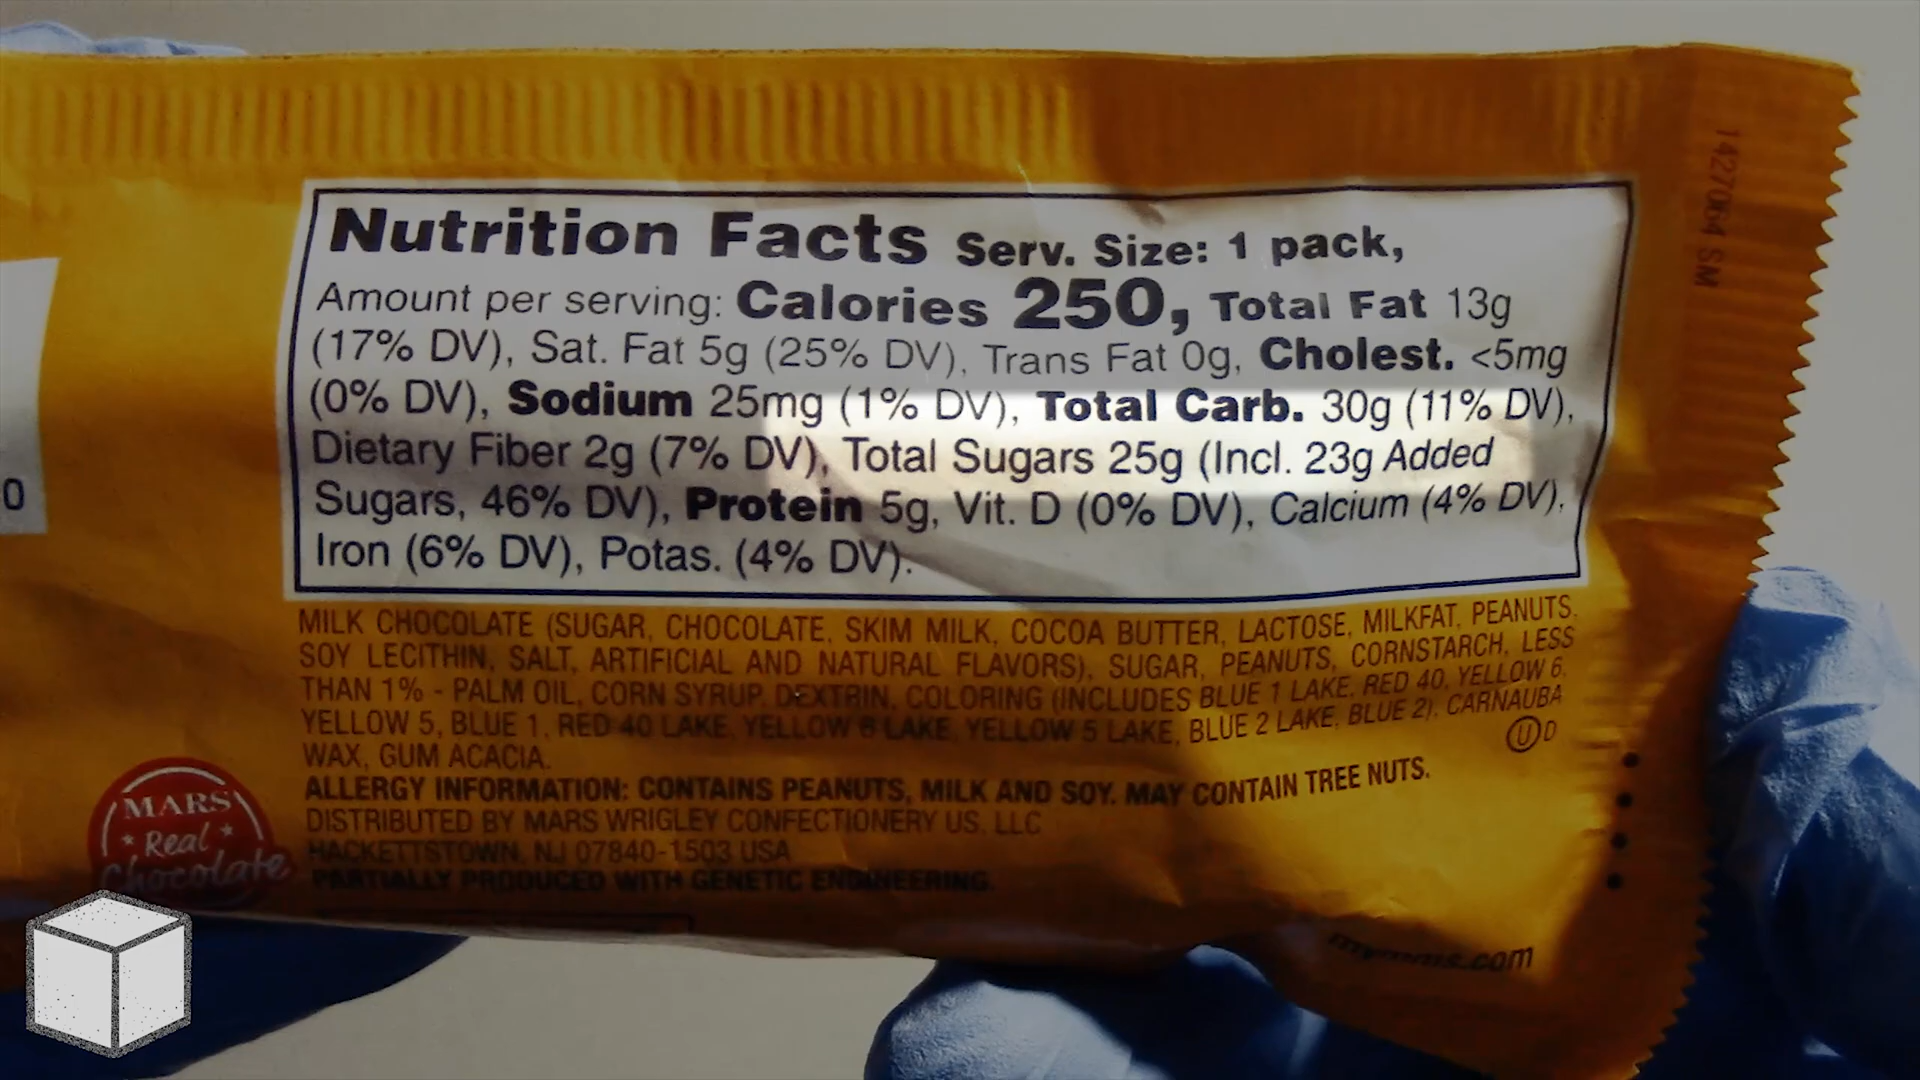 Nutrition Facts Serv. Size: 1 pack,
Amount per serving: Calories 250, Total Fat 13g
(17% DV), Sat. Fat 5g (25% DV), Trans Fat 0g, Cholest. <5mg
(0% DV), Sodium 25mg (1% DV), Total Carb. 30g (11% DV),
Dietary Fiber 2g (7% DV), Total Sugars 25g (Incl. 23g Added
Sugars, 46% DV), Protein 5g, Vit. D (0% DV), Calcium (4% DV),
Iron (6% DV), Potas. (4% DV).
MILK CHOCOLATE (SUGAR, CHOCOLATE, SKIM MILK, COCOA BUTTER, LACTOSE, MILKFAT, PEANUTS,
SOY LECITHIN, SALT, ARTIFICIAL AND NATURAL FLAVORS), SUGAR, PEANUTS, CORNSTARCH, LESS
THAN 1% - PALM OIL, CORN SYRUP, DEXTRIN, COLORING (INCLUDES BLUE 1 LAKE, RED 40, YELLOW 6,
YELLOW 5, BLUE 1, RED 40 LAKE, YELLOW 6 LAKE, YELLOW 5 LAKE, BLUE 2 LAKE, BLUE 2), CARNAUBA
WAX, GUM ACACIA.
U D
ALLERGY INFORMATION: CONTAINS PEANUTS, MILK AND SOY. MAY CONTAIN TREE NUTS.
DISTRIBUTED BY MARS WRIGLEY CONFECTIONERY US, LLC
HACKETTSTOWN, NJ 07840-1503 USA
PARTIALLY PRODUCED WITH GENETIC ENGINEERING.
MARS
Real
Chocolate
mymms.com
1427064 SM
0